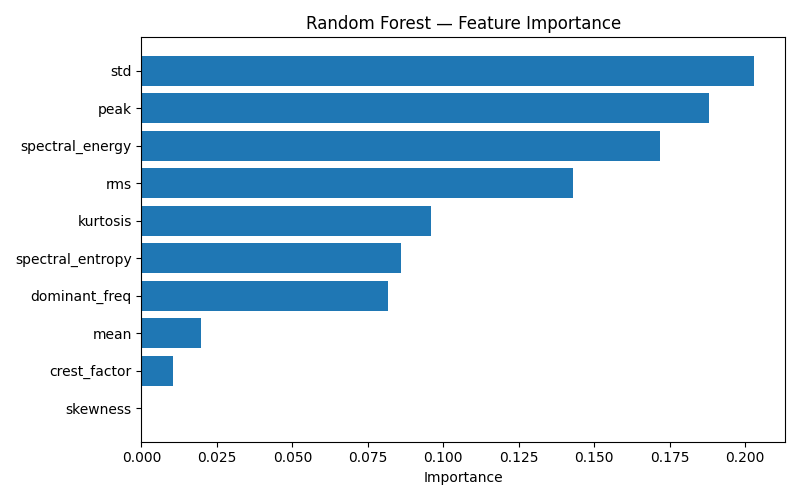 Random Forest — Feature Importance
std
peak
spectral_energy
rms
kurtosis
spectral_entropy
dominant_freq
mean
crest_factor
skewness
0.000 0.025 0.050 0.075 0.100 0.125 0.150 0.175 0.200
Importance